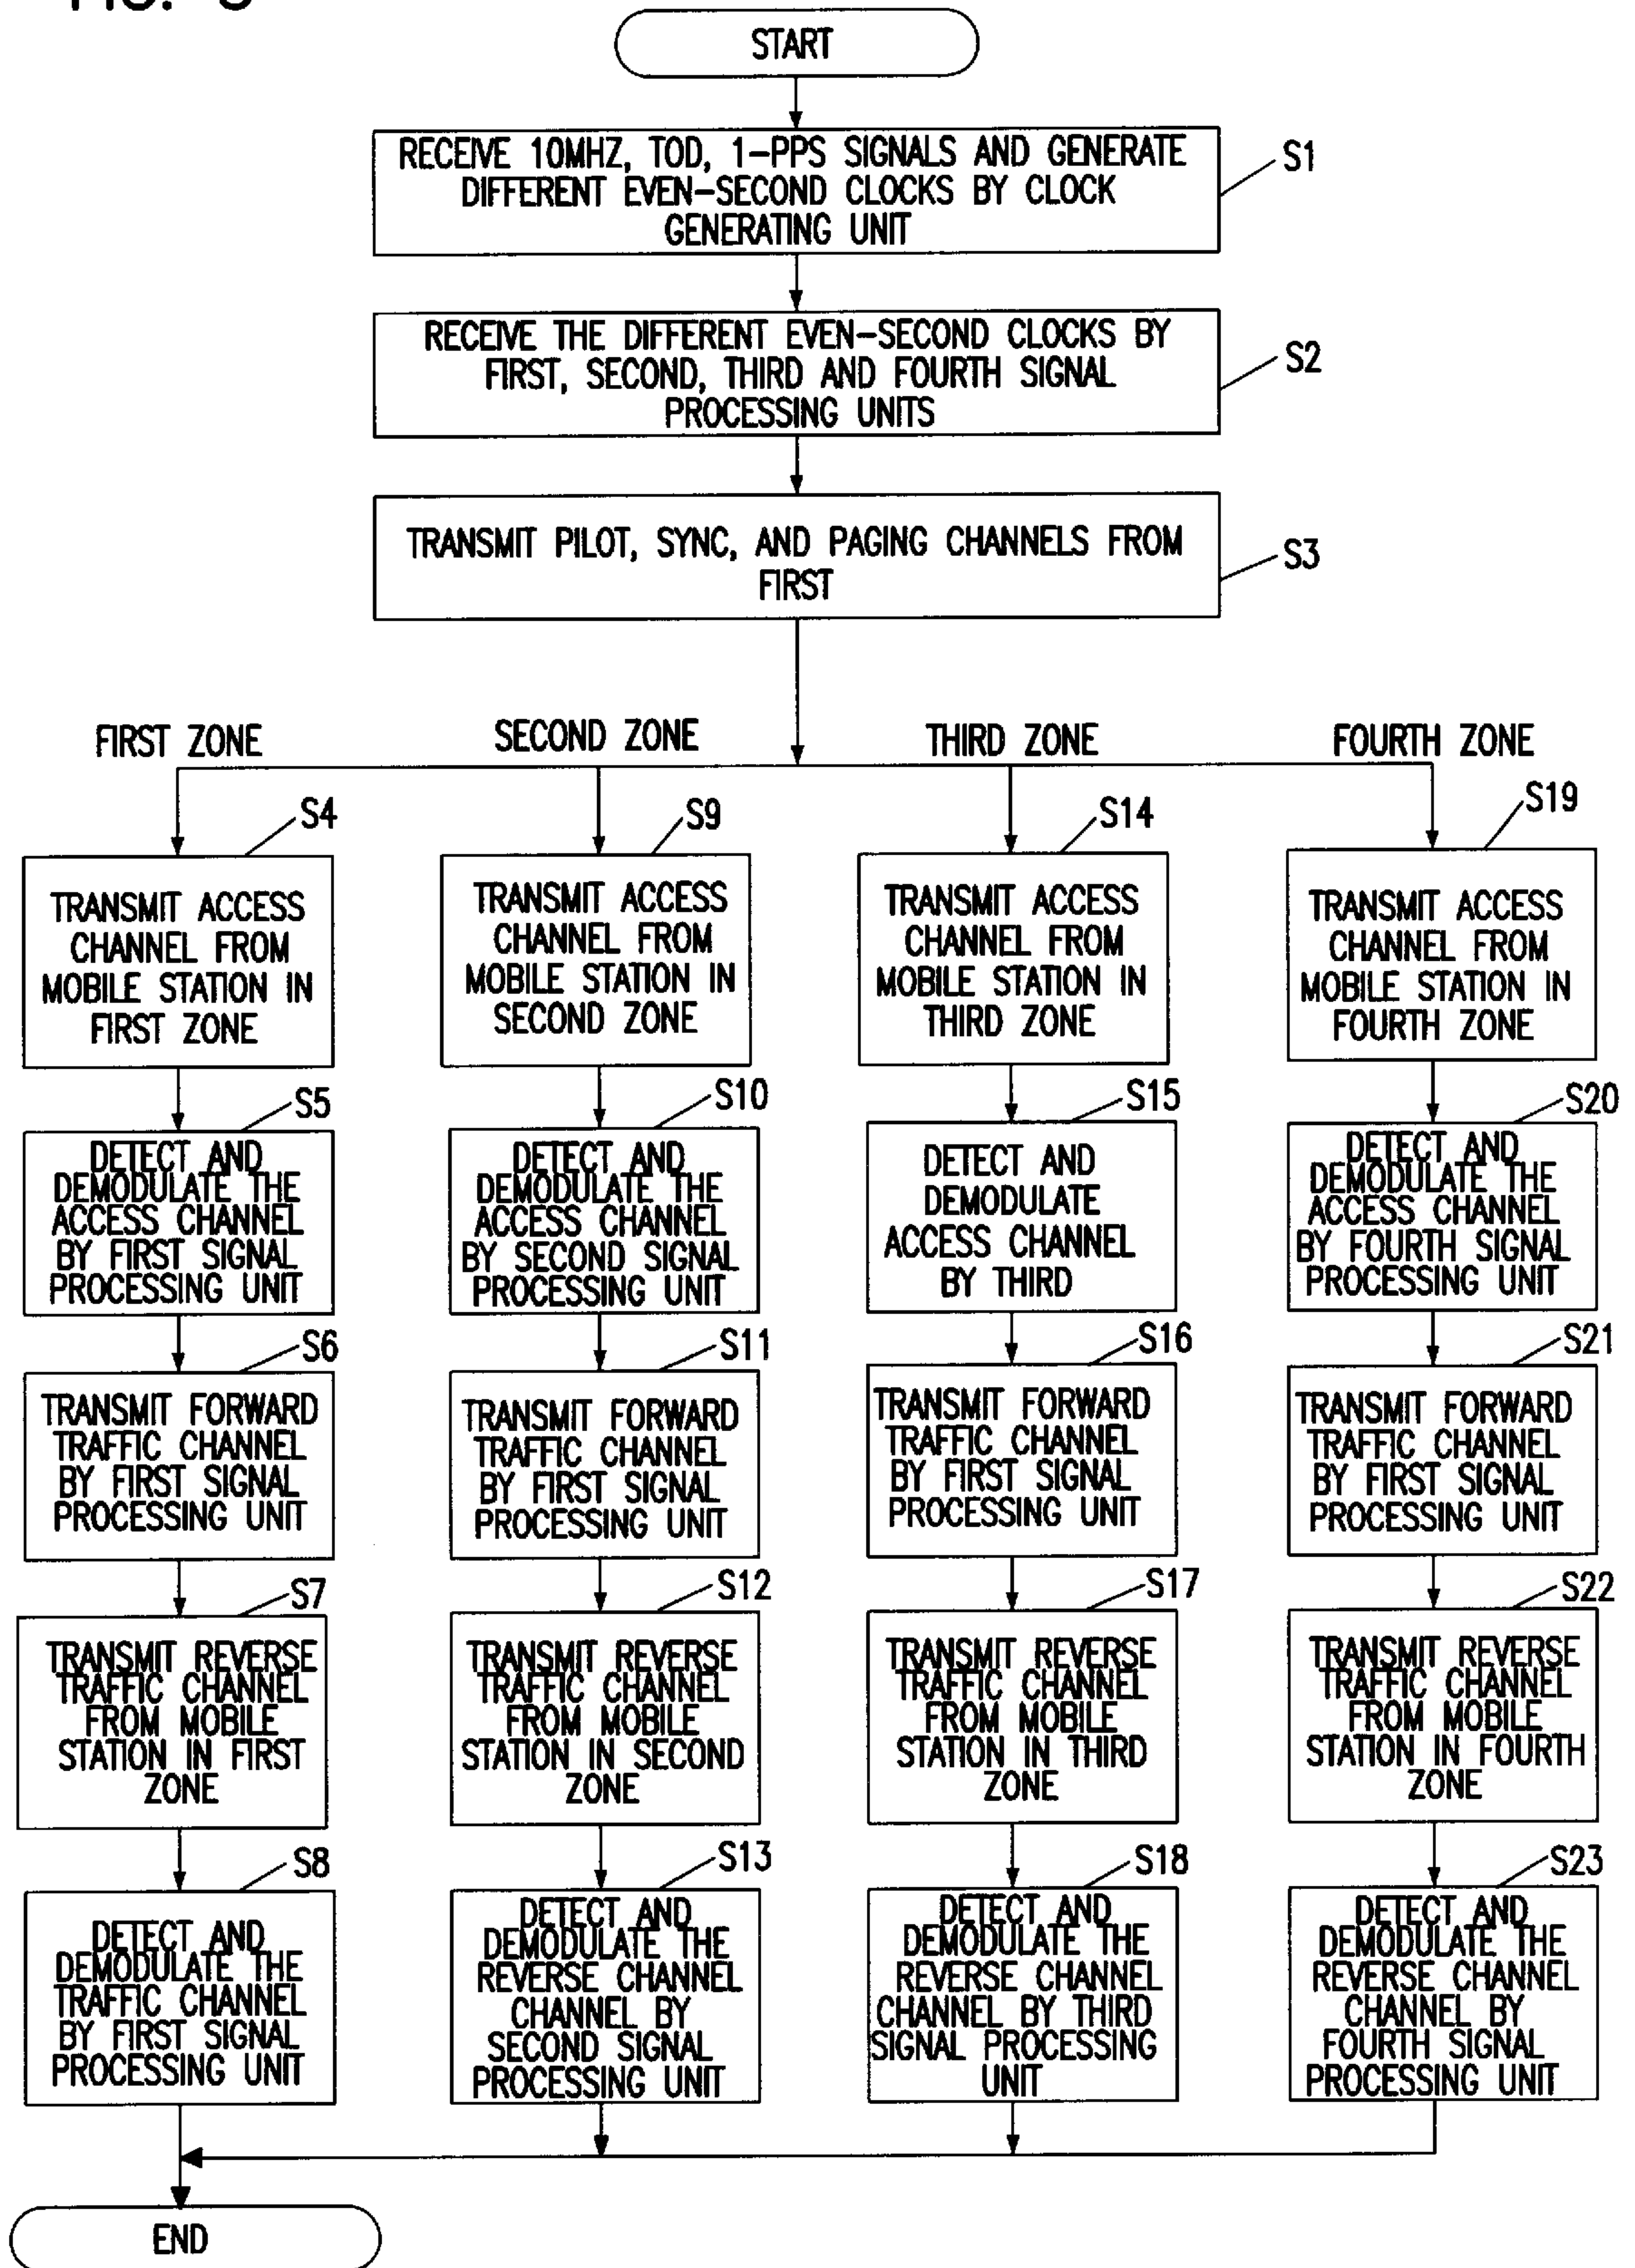 START
RECEIVE 10MHZ, TOD, 1-PPS SIGNALS AND GENERATE
DIFFERENT EVEN-SECOND CLOCKS BY CLOCK
GENERATING UNIT
S1
RECEIVE THE DIFFERENT EVEN-SECOND CLOCKS BY
FIRST, SECOND, THIRD AND FOURTH SIGNAL
PROCESSING UNITS
S2
TRANSMIT PILOT, SYNC, AND PAGING CHANNELS FROM
FIRST
S3
FIRST ZONE
S4
TRANSMIT ACCESS
CHANNEL FROM
MOBILE STATION IN
FIRST ZONE
S5
DETECT AND
DEMODULATE THE
ACCESS CHANNEL
BY FIRST SIGNAL
PROCESSING UNIT
S6
TRANSMIT FORWARD
TRAFFIC CHANNEL
BY FIRST SIGNAL
PROCESSING UNIT
S7
TRANSMIT REVERSE
TRAFFIC CHANNEL
FROM MOBILE
STATION IN FIRST
ZONE
S8
DETECT AND
DEMODULATE THE
TRAFFIC CHANNEL
BY FIRST SIGNAL
PROCESSING UNIT
SECOND ZONE
S9
TRANSMIT ACCESS
CHANNEL FROM
MOBILE STATION IN
SECOND ZONE
S10
DETECT AND
DEMODULATE THE
ACCESS CHANNEL
BY SECOND SIGNAL
PROCESSING UNIT
S11
TRANSMIT FORWARD
TRAFFIC CHANNEL
BY FIRST SIGNAL
PROCESSING UNIT
S12
TRANSMIT REVERSE
TRAFFIC CHANNEL
FROM MOBILE
STATION IN SECOND
ZONE
S13
DETECT AND
DEMODULATE THE
REVERSE CHANNEL
CHANNEL BY
SECOND SIGNAL
PROCESSING UNIT
THIRD ZONE
S14
TRANSMIT ACCESS
CHANNEL FROM
MOBILE STATION IN
THIRD ZONE
S15
DETECT AND
DEMODULATE
ACCESS CHANNEL
BY THIRD
S16
TRANSMIT FORWARD
TRAFFIC CHANNEL
BY FIRST SIGNAL
PROCESSING UNIT
S17
TRANSMIT REVERSE
TRAFFIC CHANNEL
FROM MOBILE
STATION IN THIRD
ZONE
S18
DETECT AND
DEMODULATE THE
REVERSE CHANNEL
CHANNEL BY THIRD
SIGNAL PROCESSING
UNIT
FOURTH ZONE
S19
TRANSMIT ACCESS
CHANNEL FROM
MOBILE STATION IN
FOURTH ZONE
S20
DETECT AND
DEMODULATE THE
ACCESS CHANNEL
BY FOURTH SIGNAL
PROCESSING UNIT
S21
TRANSMIT FORWARD
TRAFFIC CHANNEL
BY FIRST SIGNAL
PROCESSING UNIT
S22
TRANSMIT REVERSE
TRAFFIC CHANNEL
FROM MOBILE
STATION IN FOURTH
ZONE
S23
DETECT AND
DEMODULATE THE
REVERSE CHANNEL
CHANNEL BY
FOURTH SIGNAL
PROCESSING UNIT
END